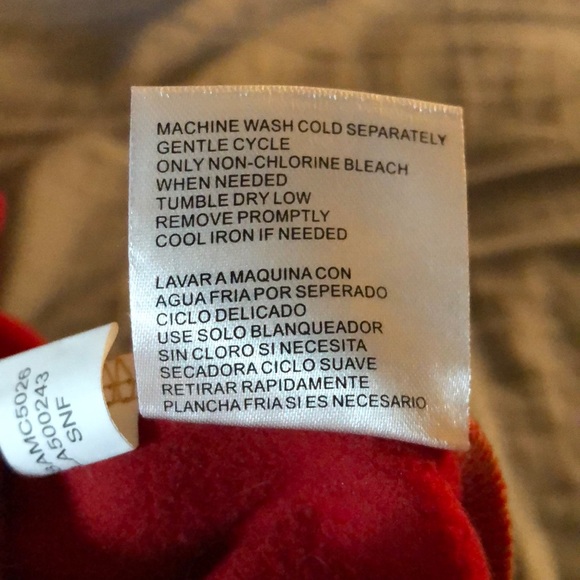 MACHINE WASH COLD SEPARATELY
GENTLE CYCLE
ONLY NON-CHLORINE BLEACH
WHEN NEEDED
TUMBLE DRY LOW
REMOVE PROMPTLY
COOL IRON IF NEEDED
LAVAR A MAQUINA CON
AGUA FRIA POR SEPERADO
CICLO DELICADO
USE SOLO BLANQUEADOR
SIN CLORO SI NECESITA
SECADORA CICLO SUAVE
RETIRAR RAPIDAMENTE
PLANCHA FRIA SI ES NECESARIO
AMC5026
A500243
SNF